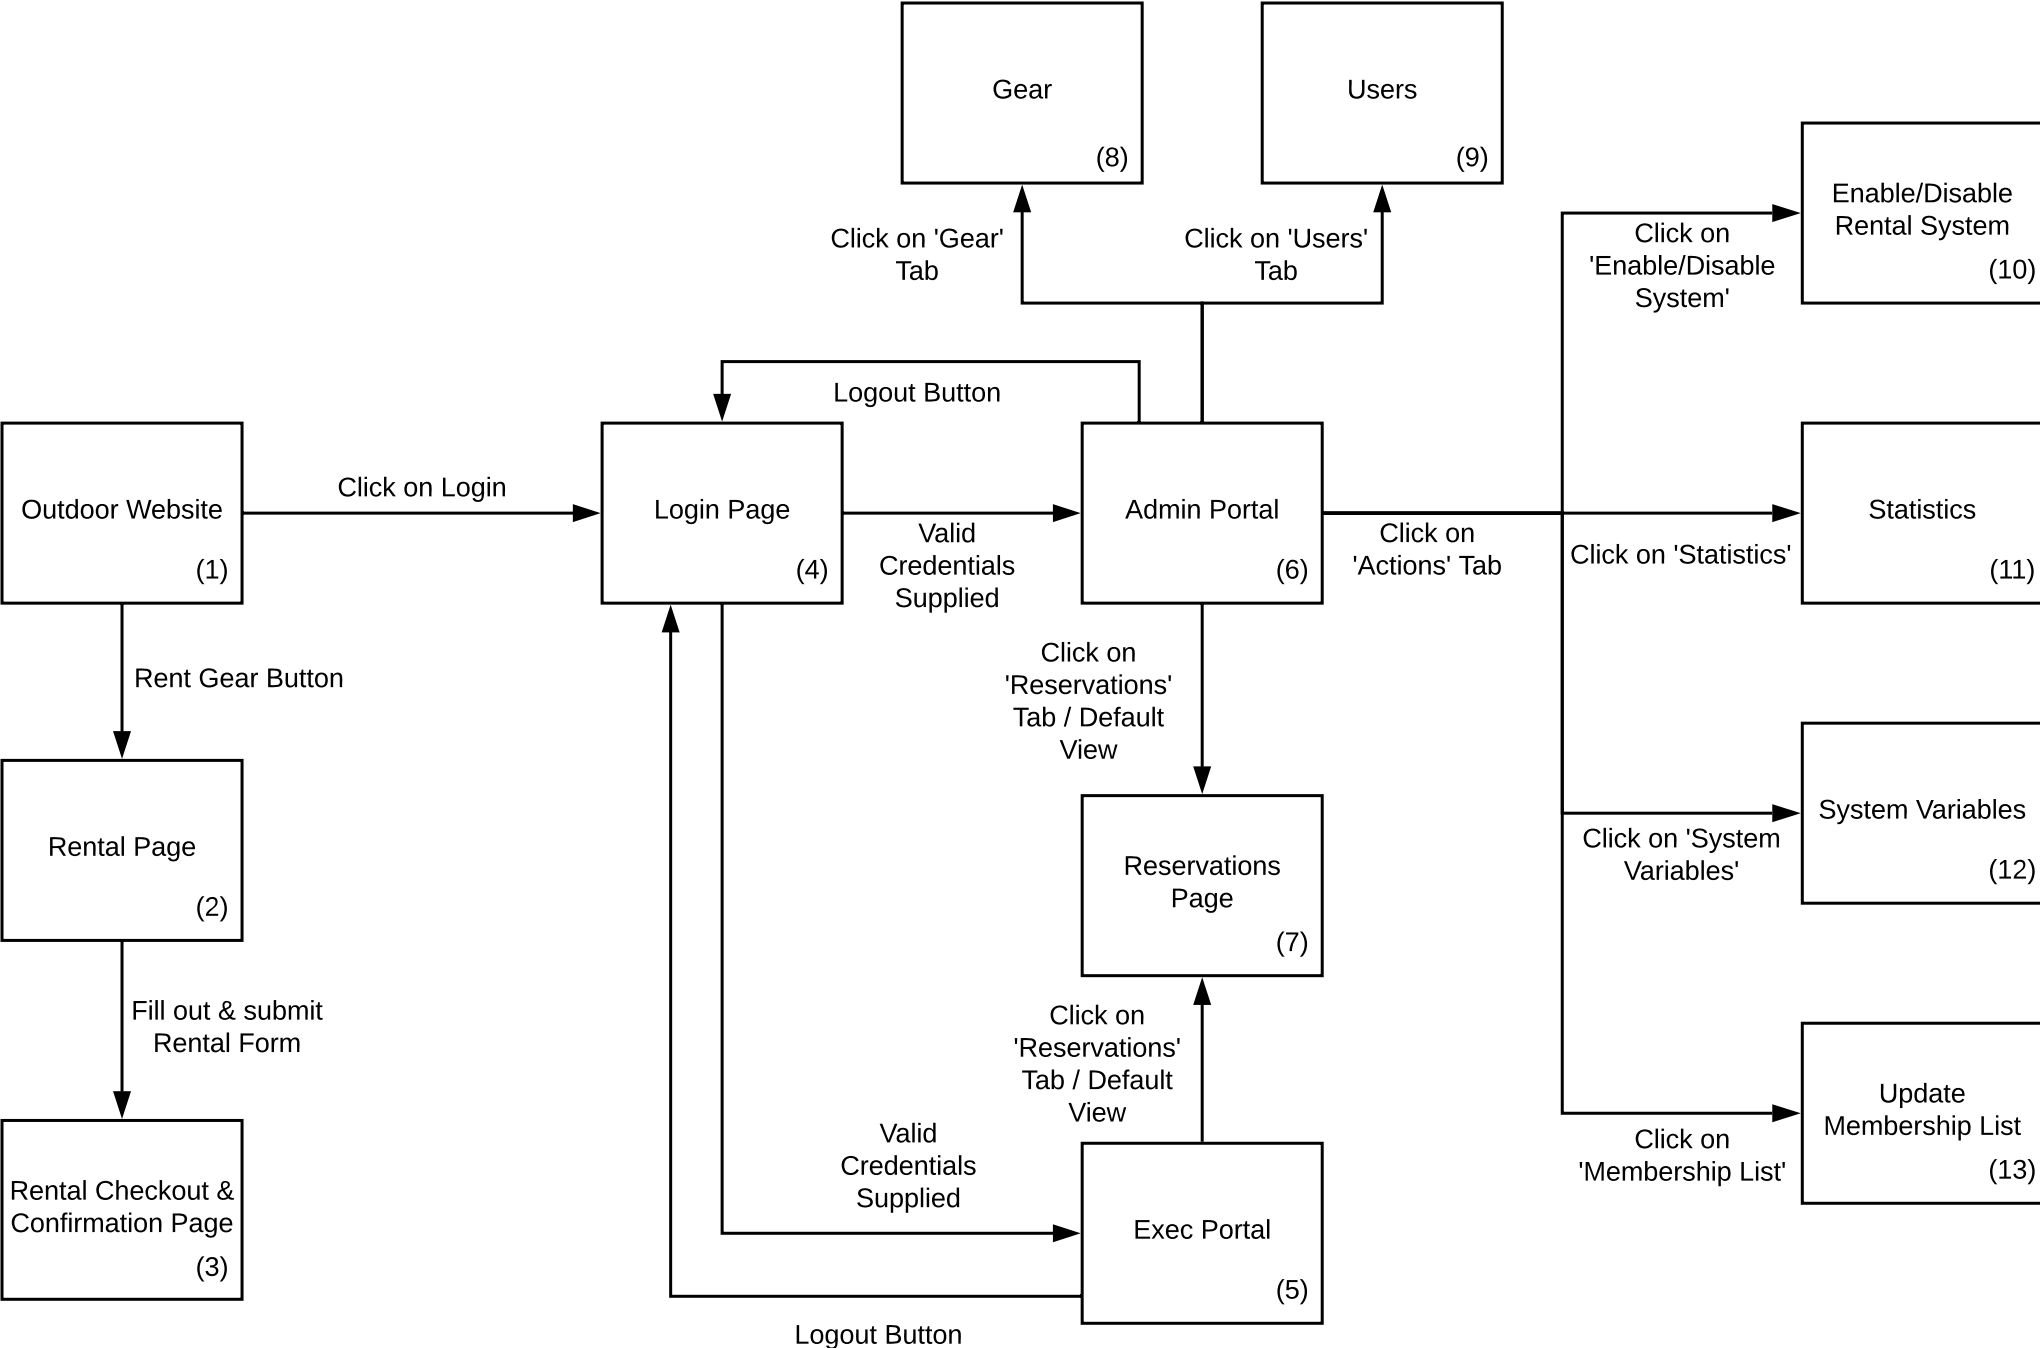 Gear
(8)
Users
(9)
Click on 'Gear'
Tab
Click on 'Users'
Tab
Enable/Disable
Rental System
(10)
Click on
'Enable/Disable
System'
Logout Button
Outdoor Website
(1)
Click on Login
Login Page
(4)
Valid
Credentials
Supplied
Admin Portal
(6)
Click on
'Actions' Tab
Click on 'Statistics'
Statistics
(11)
Rent Gear Button
Click on
'Reservations'
Tab / Default
View
Rental Page
(2)
Reservations
Page
(7)
Click on 'System
Variables'
System Variables
(12)
Fill out & submit
Rental Form
Click on
'Reservations'
Tab / Default
View
Rental Checkout &
Confirmation Page
(3)
Valid
Credentials
Supplied
Exec Portal
(5)
Click on
'Membership List'
Update
Membership List
(13)
Logout Button